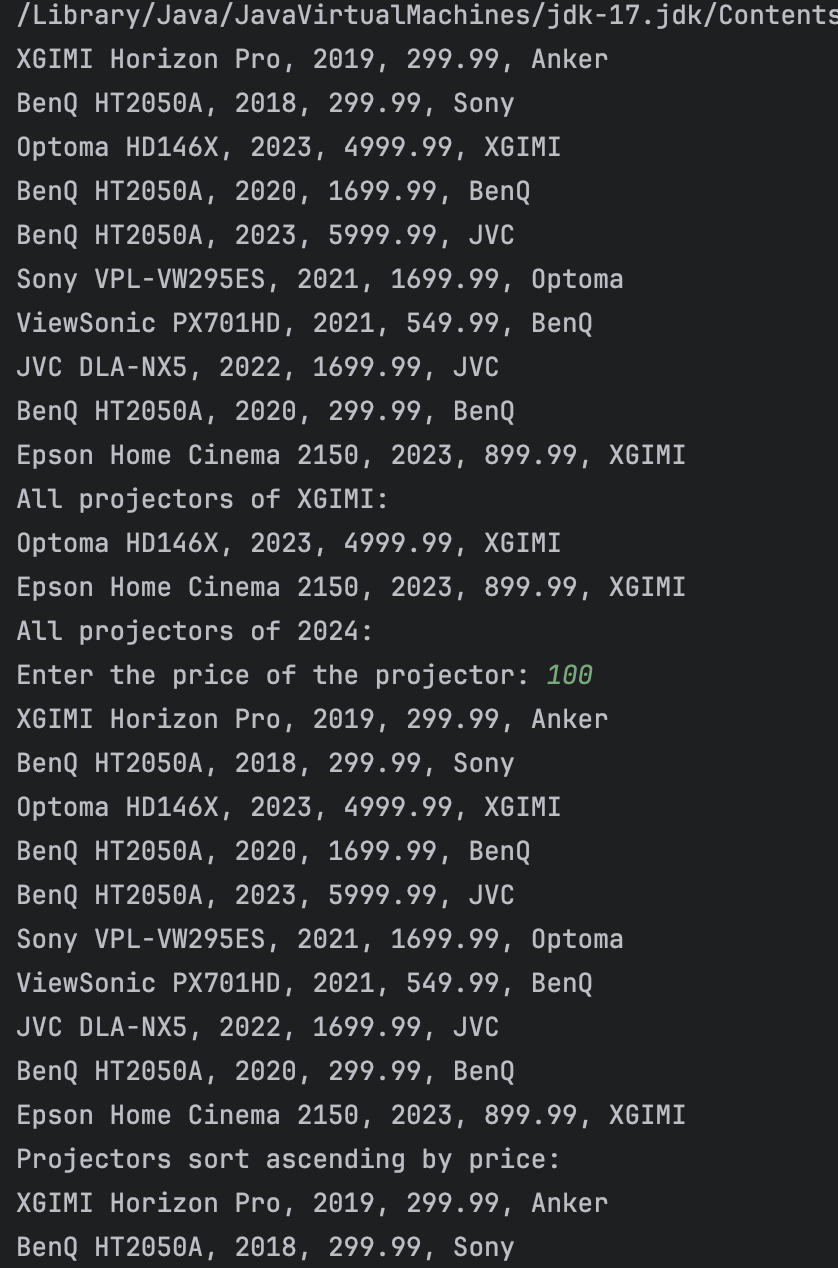 /Library/Java/JavaVirtualMachines/jdk-17.jdk/Contents
XGIMI Horizon Pro, 2019, 299.99, Anker
BenQ HT2050A, 2018, 299.99, Sony
Optoma HD146X, 2023, 4999.99, XGIMI
BenQ HT2050A, 2020, 1699.99, BenQ
BenQ HT2050A, 2023, 5999.99, JVC
Sony VPL-VW295ES, 2021, 1699.99, Optoma
ViewSonic PX701HD, 2021, 549.99, BenQ
JVC DLA-NX5, 2022, 1699.99, JVC
BenQ HT2050A, 2020, 299.99, BenQ
Epson Home Cinema 2150, 2023, 899.99, XGIMI
All projectors of XGIMI:
Optoma HD146X, 2023, 4999.99, XGIMI
Epson Home Cinema 2150, 2023, 899.99, XGIMI
All projectors of 2024:
Enter the price of the projector: 100
XGIMI Horizon Pro, 2019, 299.99, Anker
BenQ HT2050A, 2018, 299.99, Sony
Optoma HD146X, 2023, 4999.99, XGIMI
BenQ HT2050A, 2020, 1699.99, BenQ
BenQ HT2050A, 2023, 5999.99, JVC
Sony VPL-VW295ES, 2021, 1699.99, Optoma
ViewSonic PX701HD, 2021, 549.99, BenQ
JVC DLA-NX5, 2022, 1699.99, JVC
BenQ HT2050A, 2020, 299.99, BenQ
Epson Home Cinema 2150, 2023, 899.99, XGIMI
Projectors sort ascending by price:
XGIMI Horizon Pro, 2019, 299.99, Anker
BenQ HT2050A, 2018, 299.99, Sony